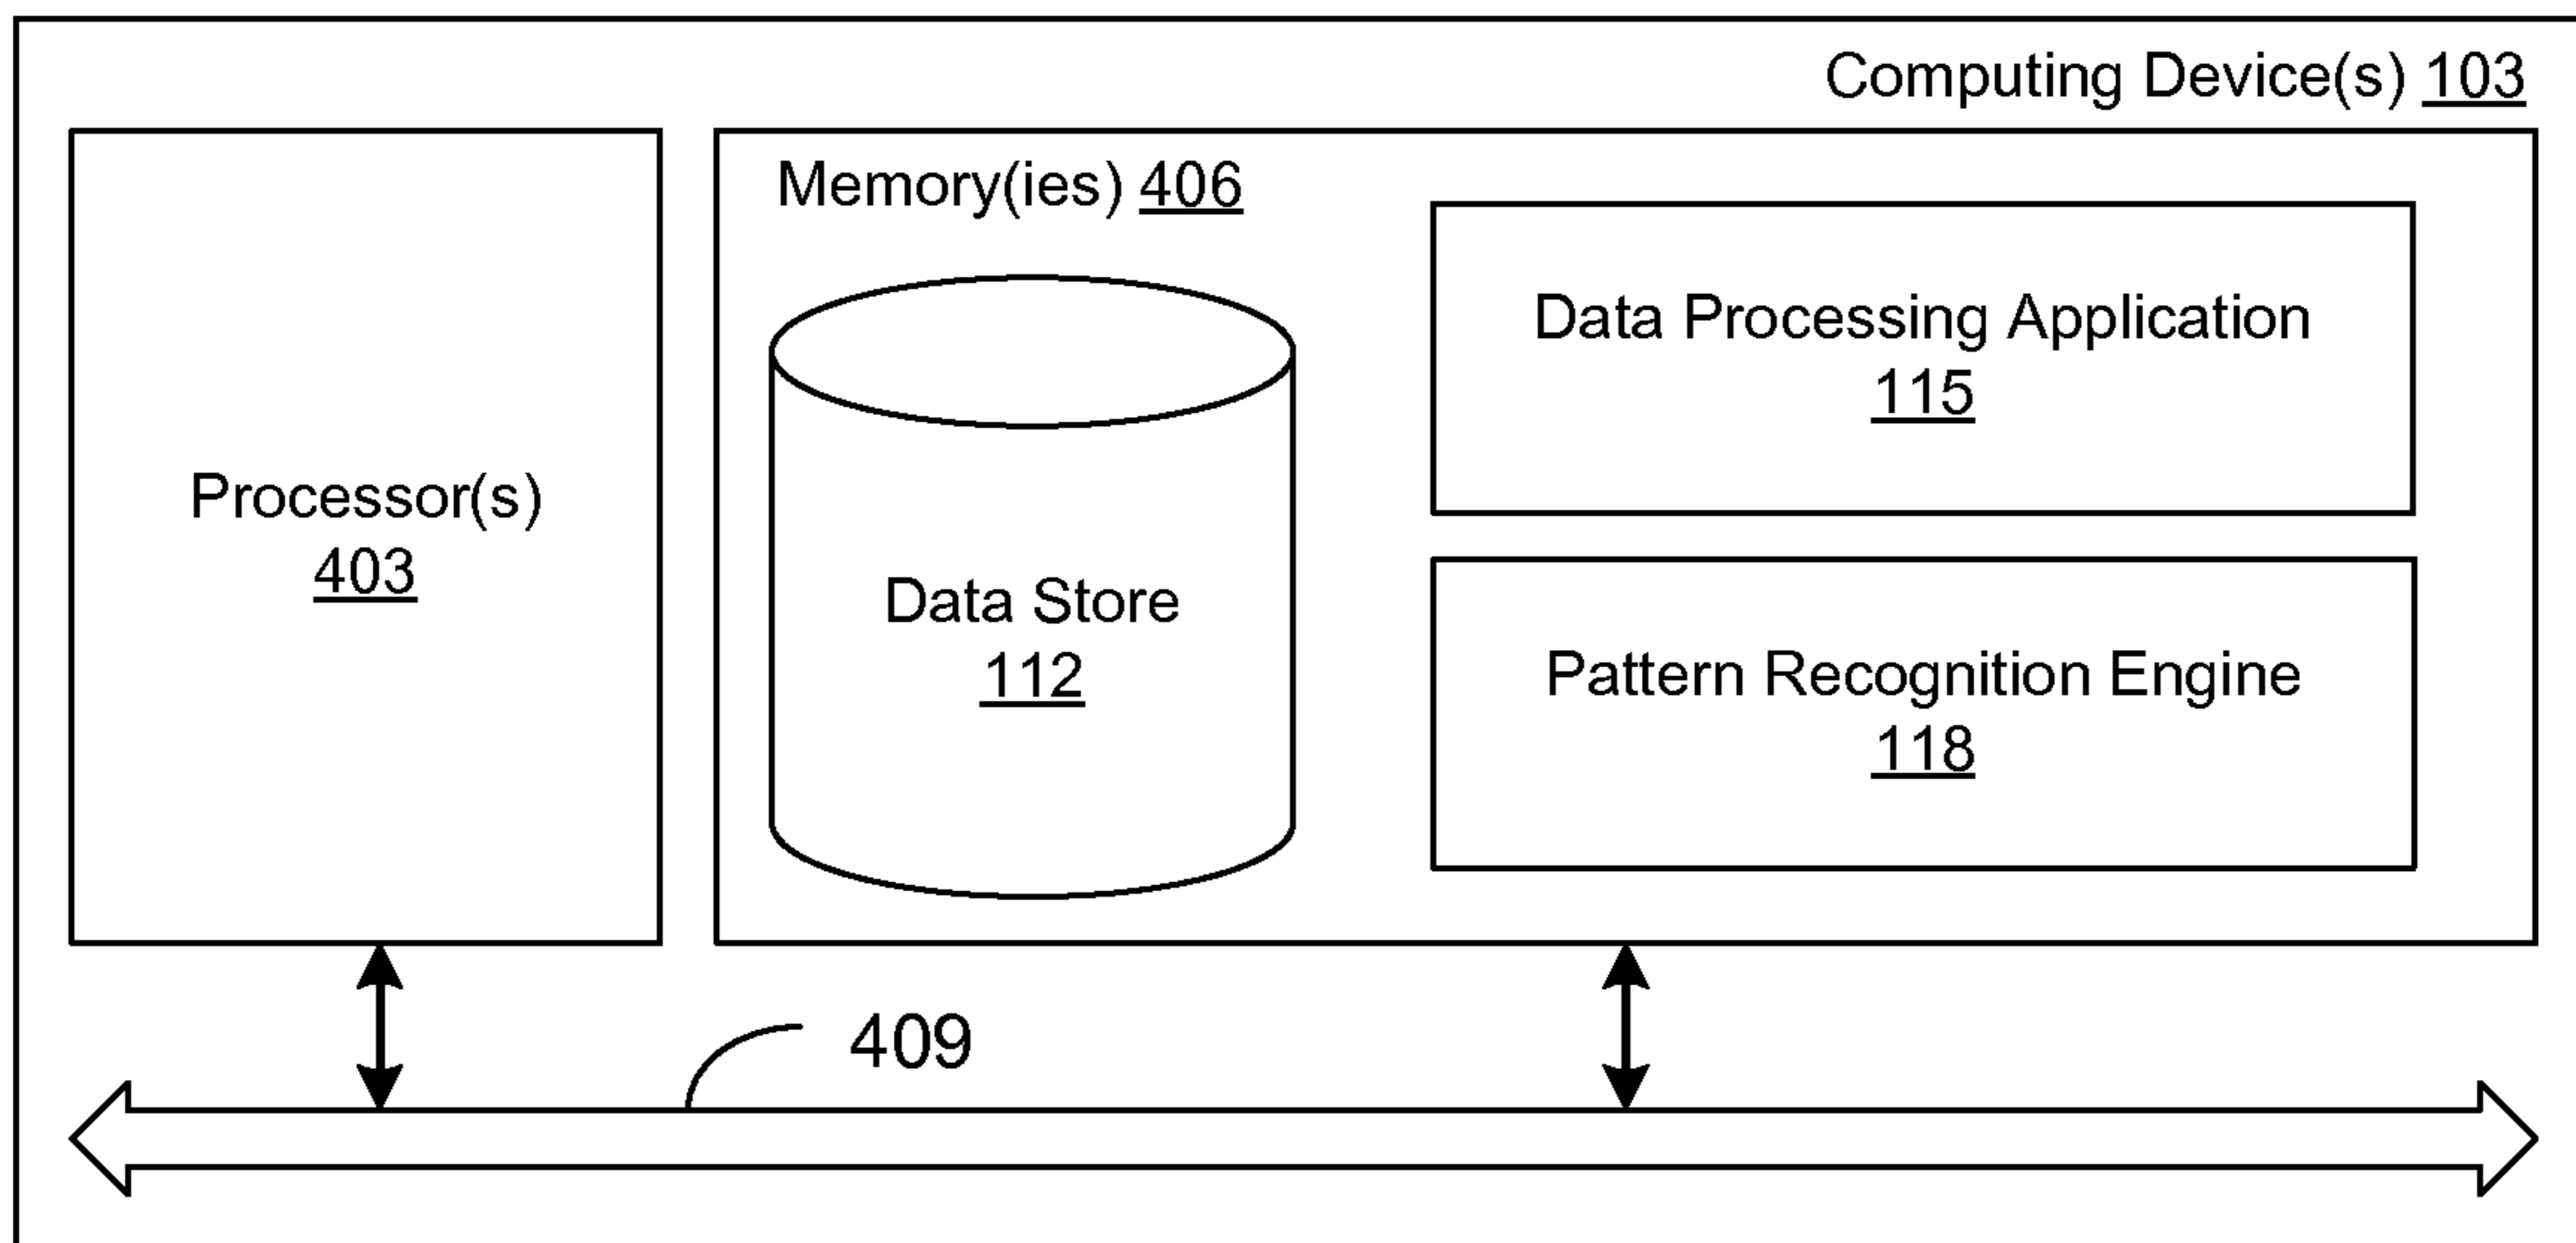 Computing Device(s) 103
Processor(s)
403
Memory(ies) 406
Data Store
112
Data Processing Application
115
Pattern Recognition Engine
118
409